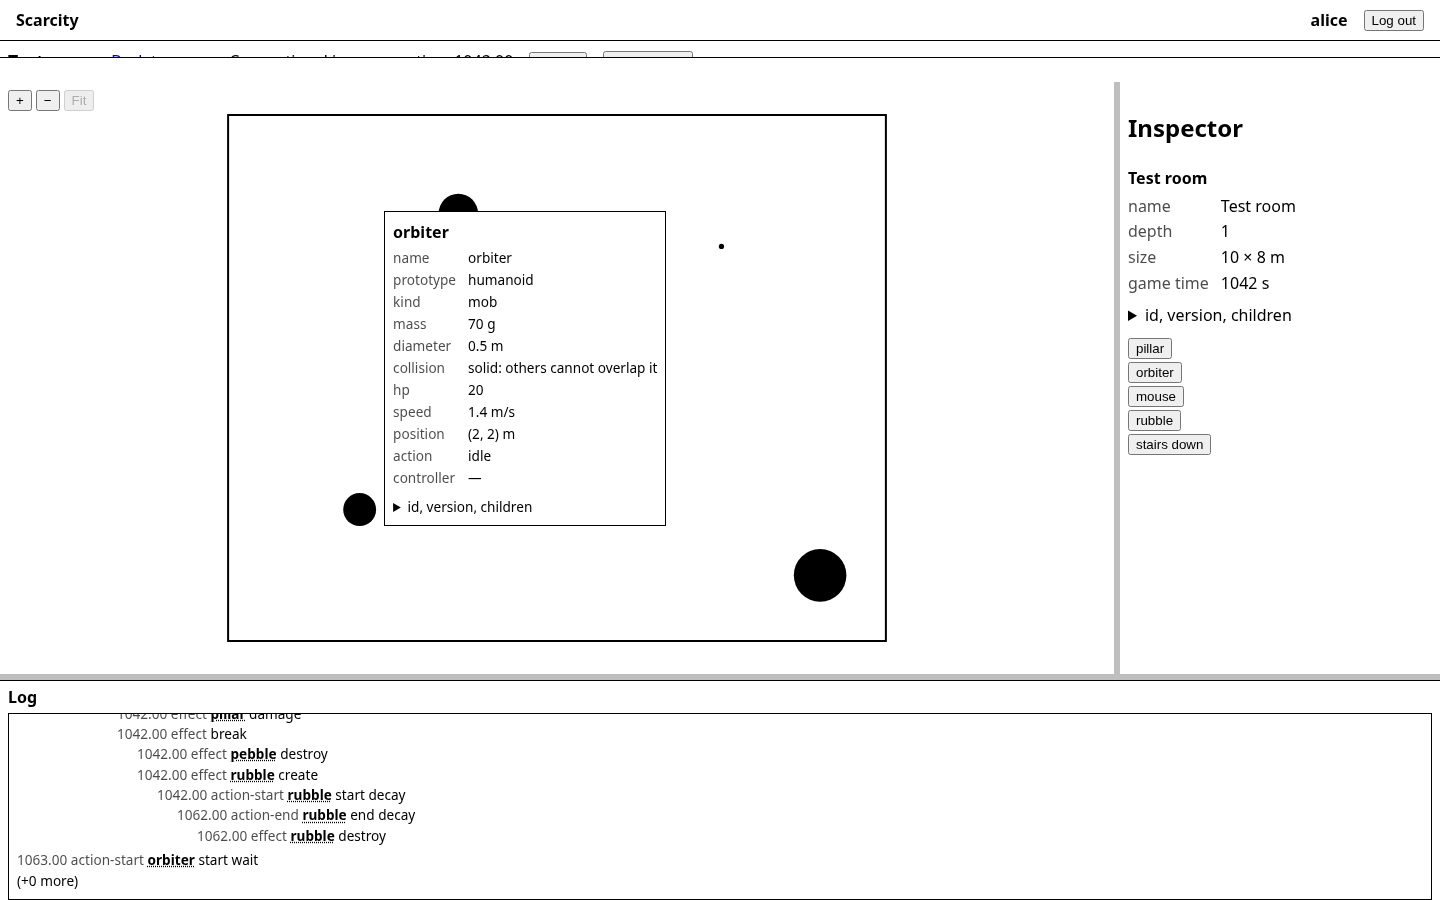 Scarcity
alice
Log out
+
−
Fit
orbiter
name orbiter
prototype humanoid
kind mob
mass 70 g
diameter 0.5 m
collision solid: others cannot overlap it
hp 20
speed 1.4 m/s
position (2, 2) m
action idle
controller —
▶ id, version, children
Inspector
Test room
name Test room
depth 1
size 10 × 8 m
game time 1042 s
▶ id, version, children
pillar
orbiter
mouse
rubble
stairs down
Log
1042.00 effect pillar damage
1042.00 effect break
1042.00 effect pebble destroy
1042.00 effect rubble create
1042.00 action-start rubble start decay
1062.00 action-end rubble end decay
1062.00 effect rubble destroy
1063.00 action-start orbiter start wait
(+0 more)